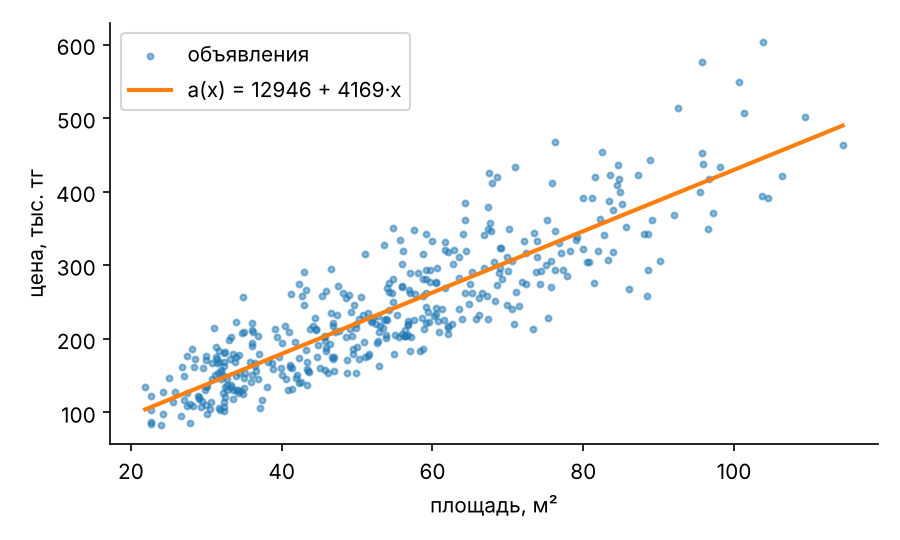 600
500
400
300
200
100
цена, тыс. тг
объявления
a(x) = 12946 + 4169·x
20 40 60 80 100
площадь, м²